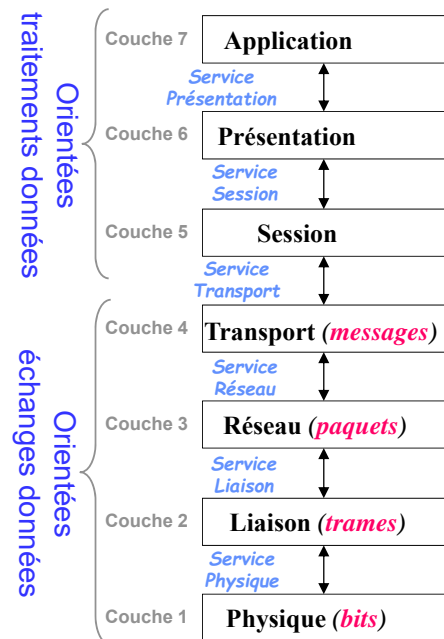 Orientées
traitements données
Couche 7
Application
Service
Présentation
Couche 6
Présentation
Service
Session
Couche 5
Session
Service
Transport
Orientées
échanges données
Couche 4
Transport (messages)
Service
Réseau
Couche 3
Réseau (paquets)
Service
Liaison
Couche 2
Liaison (trames)
Service
Physique
Couche 1
Physique (bits)